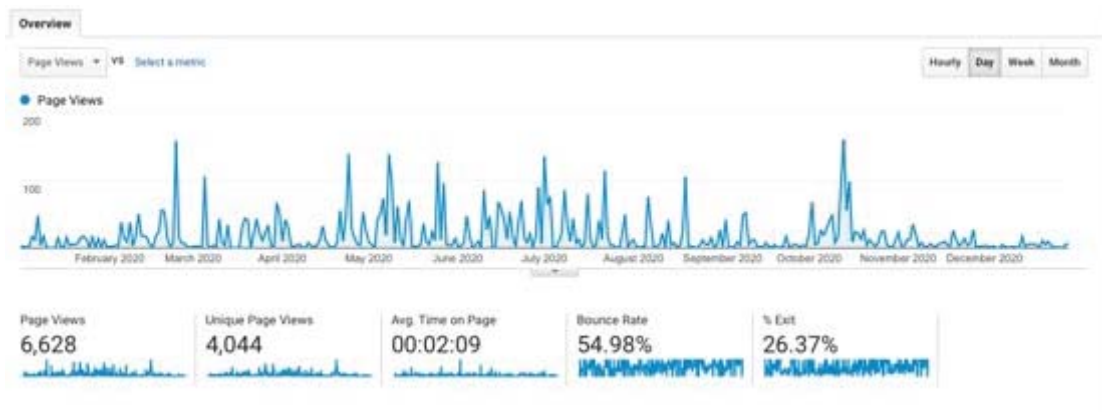 Overview
Page Views VS Select a metric
Hourly Day Week Month
Page Views
200
100
February 2020 March 2020 April 2020 May 2020 June 2020 July 2020 August 2020 September 2020 October 2020 November 2020 December 2020
Page Views Unique Page Views Avg. Time on Page Bounce Rate % Exit
6,628 4,044 00:02:09 54.98% 26.37%